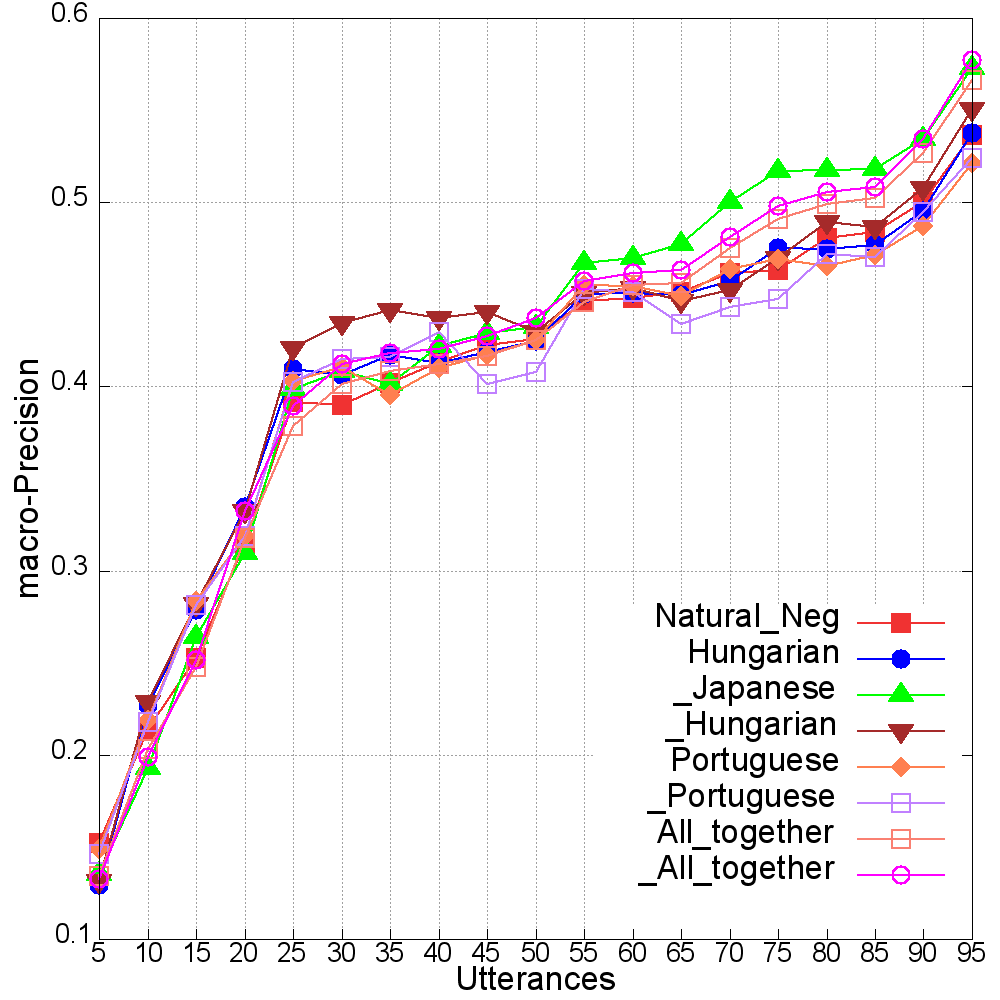 0.6
0.5
0.4
0.3
0.2
0.1
macro-Precision
Natural_Neg
Hungarian
_Japanese
_Hungarian
Portuguese
_Portuguese
All_together
_All_together
5 10 15 20 25 30 35 40 45 50 55 60 65 70 75 80 85 90 95
Utterances